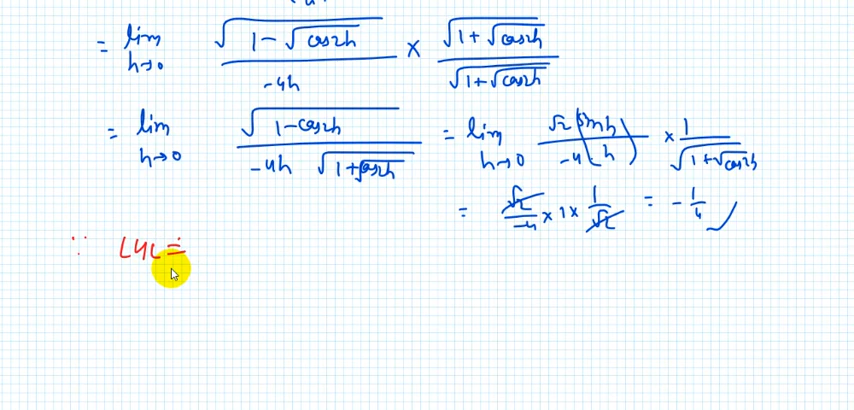 = lim h→0 √(1 - √cos2h) / -4h × √(1 + √cos2h) / √(1 + √cos2h)
= lim h→0 √(1 - cos2h) / -4h √(1 + √cos2h) = lim h→0 √2 / -4 (sinh / h) × 1 / √(1 + √cos2h)
= √2 / -4 × 1 × 1 / √2 = - 1/4
∵ LHL =